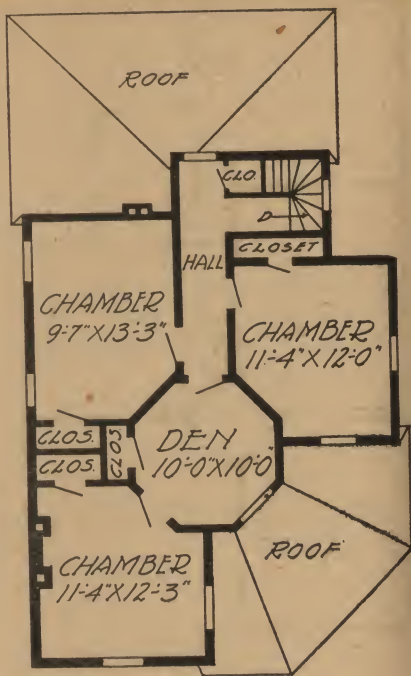 ROOF
CLO.
D
CLOSET
HALL
CHAMBER
9'-7"X13'-3"
CHAMBER
11'-4"X12'-0"
CLOS.
CLOS.
CLOS
DEN
10'-0"X10'-0"
CHAMBER
11'-4"X12'-3"
ROOF